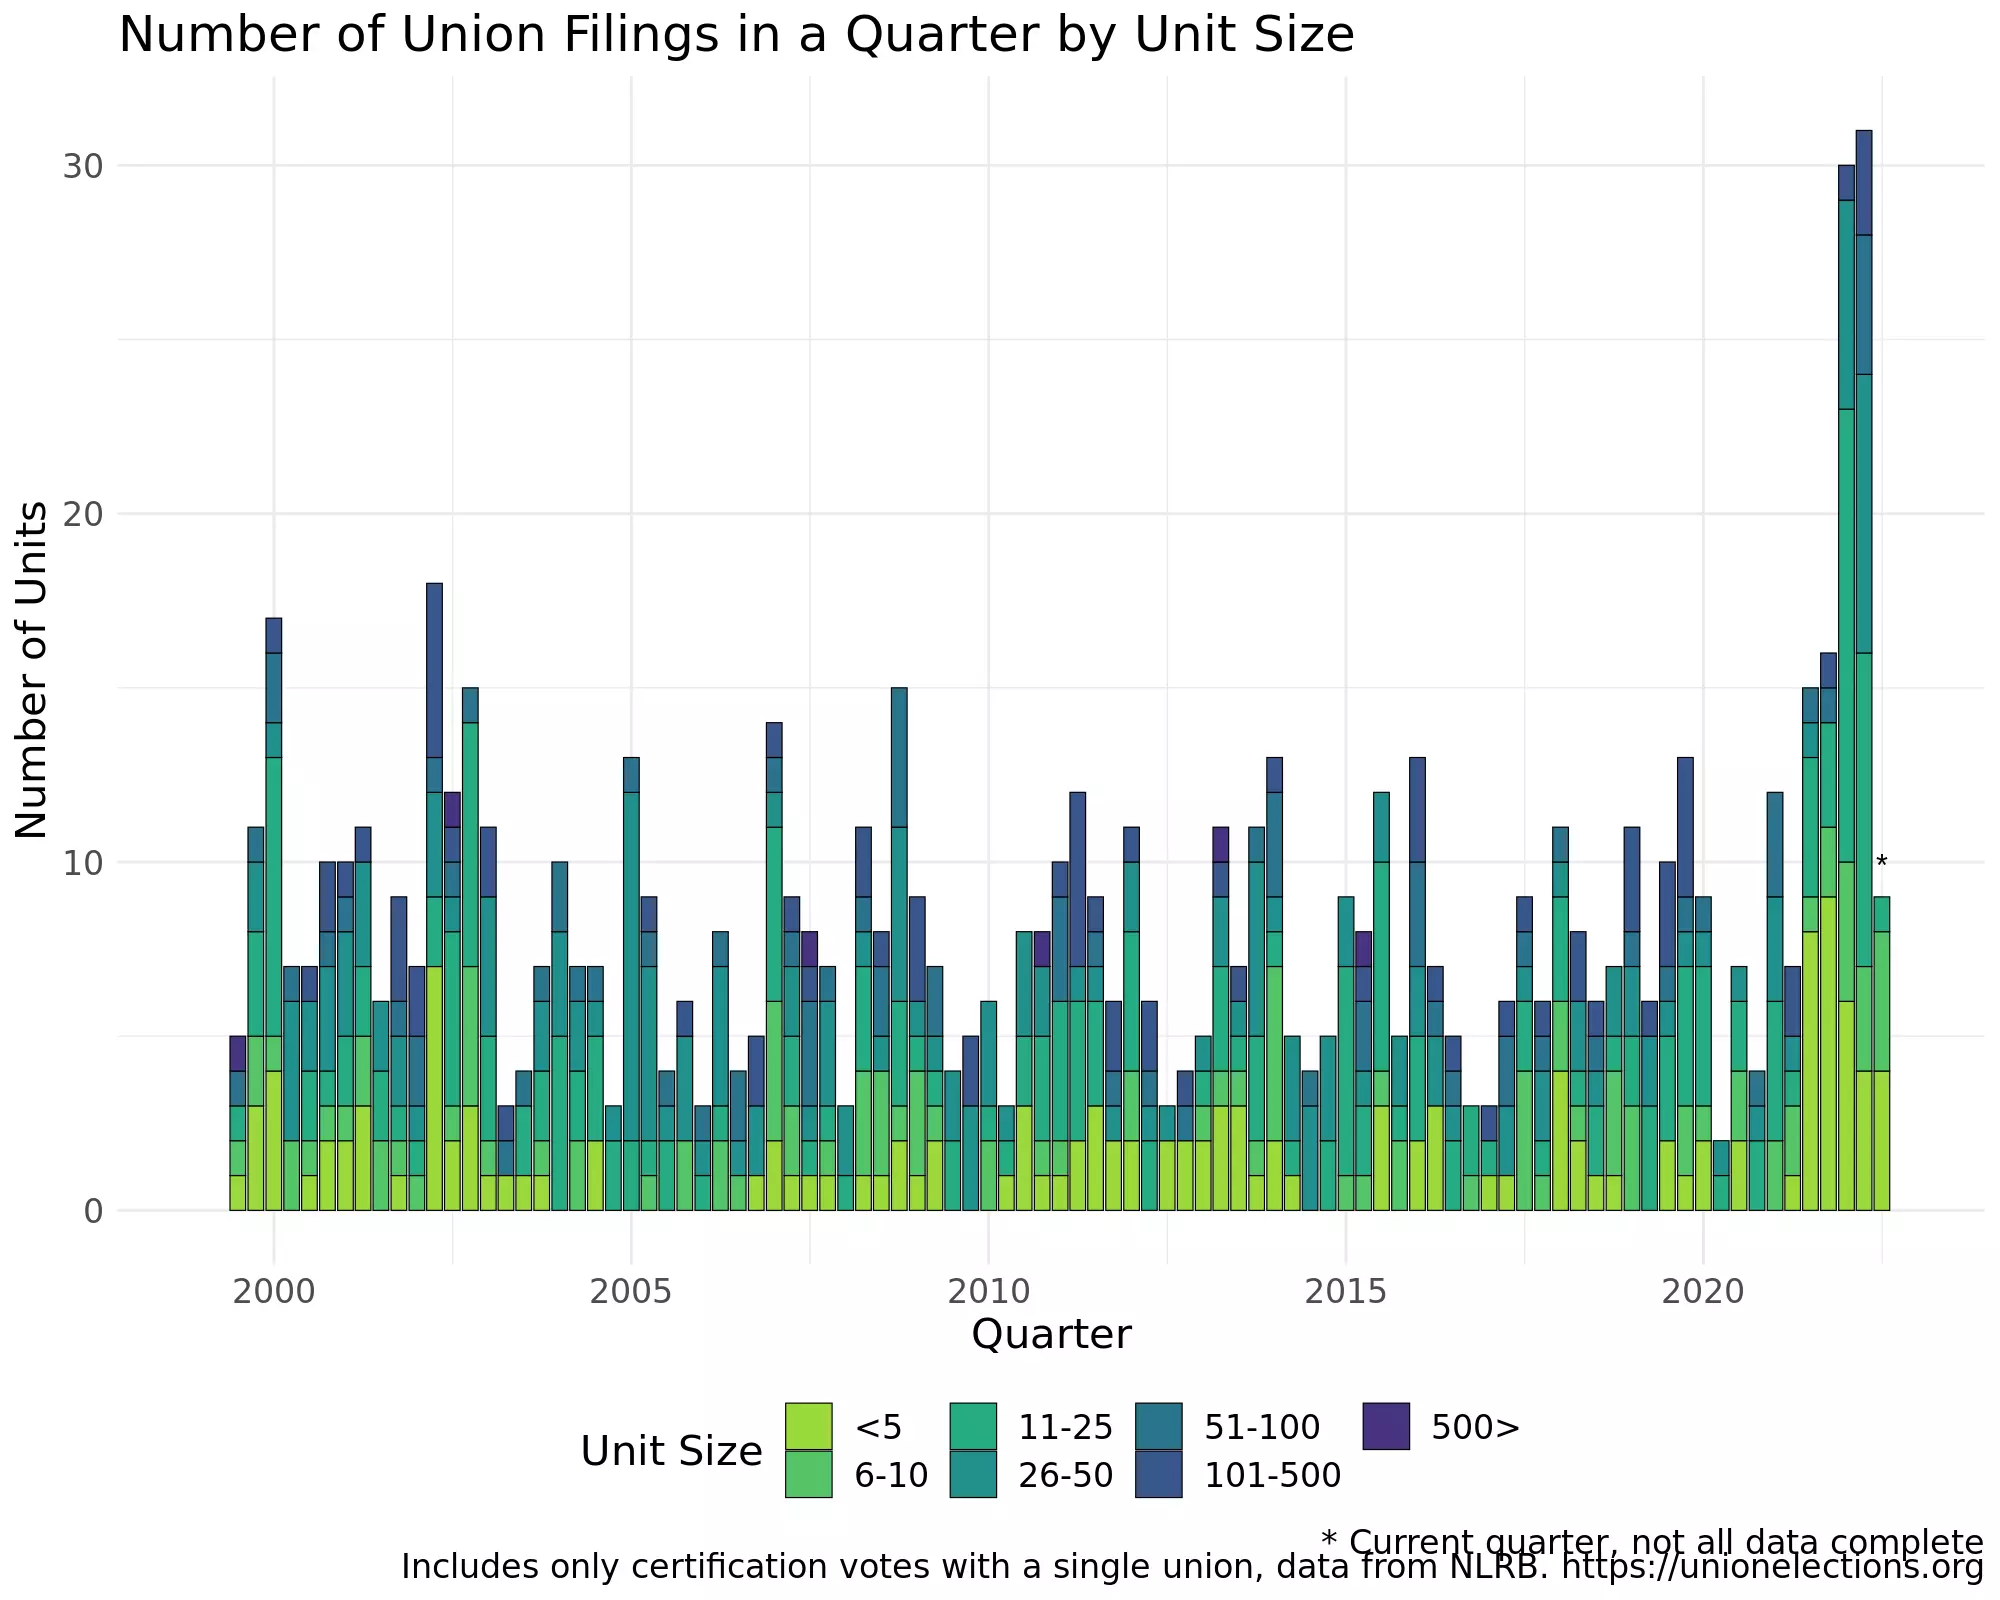 Number of Union Filings in a Quarter by Unit Size
30
20
10
0
Number of Units
*
2000 2005 2010 2015 2020
Quarter
Unit Size
<5 11-25 51-100 500>
6-10 26-50 101-500
* Current quarter, not all data complete
Includes only certification votes with a single union, data from NLRB. https://unionelections.org